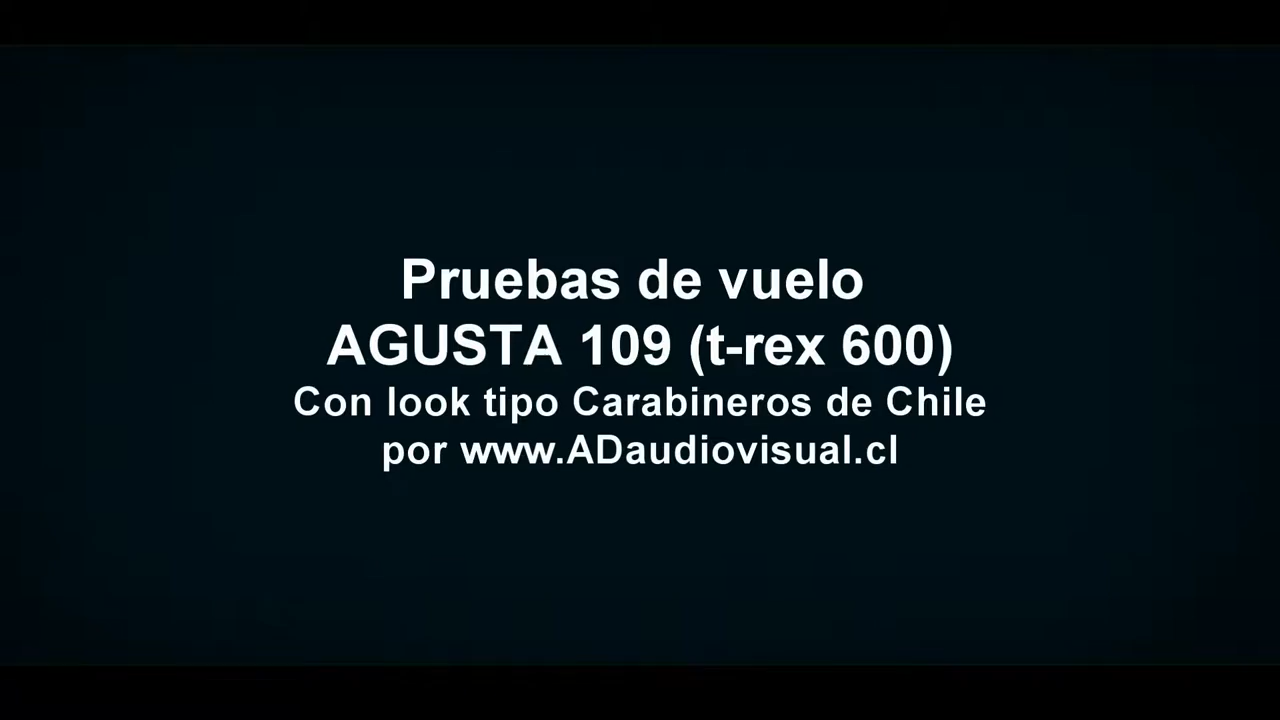 Pruebas de vuelo
AGUSTA 109 (t-rex 600)
Con look tipo Carabineros de Chile
por www.ADaudiovisual.cl